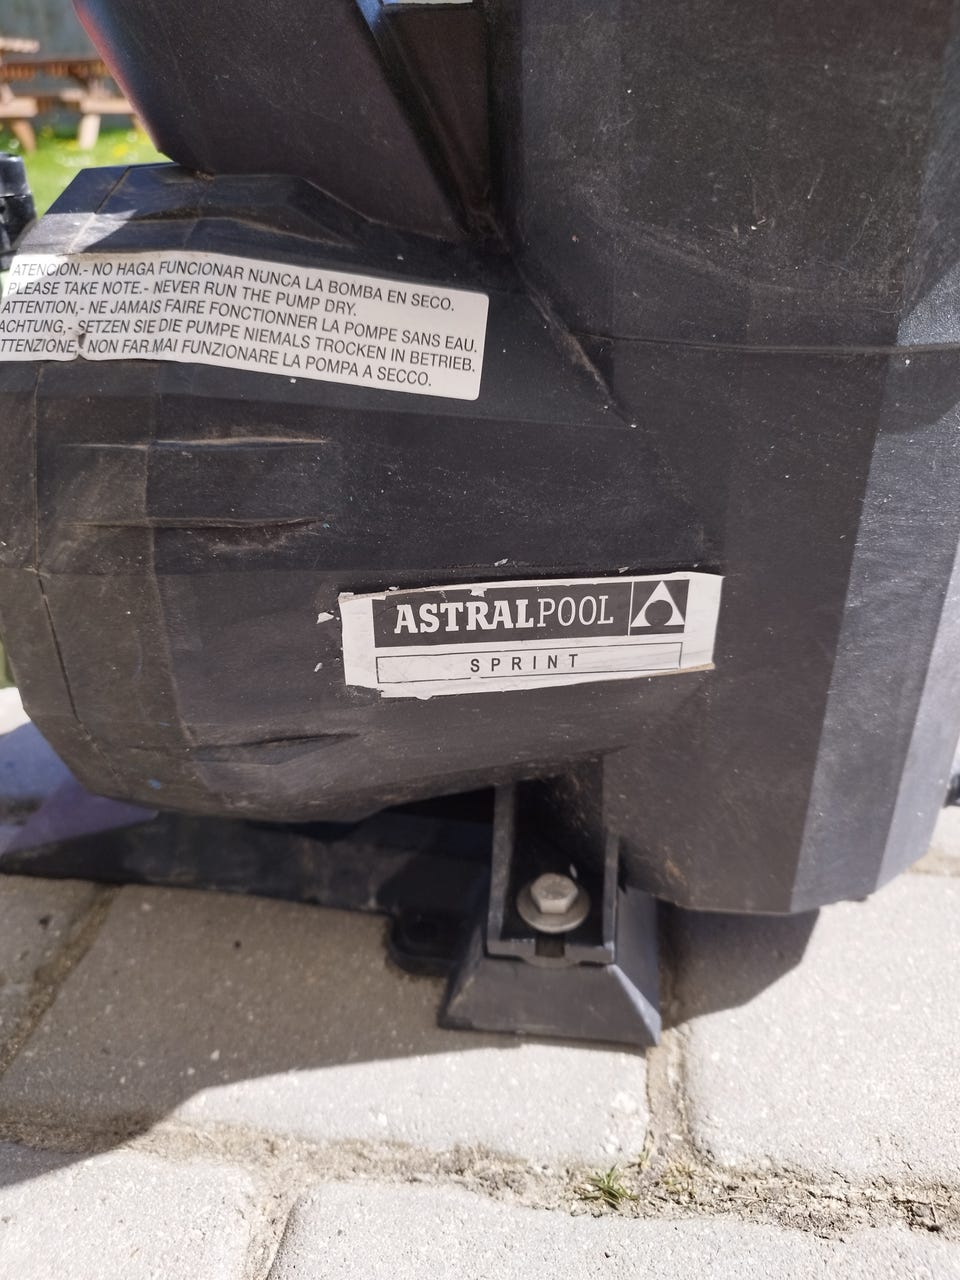 ATENCION.- NO HAGA FUNCIONAR NUNCA LA BOMBA EN SECO.
PLEASE TAKE NOTE.- NEVER RUN THE PUMP DRY.
ATTENTION,- NE JAMAIS FAIRE FONCTIONNER LA POMPE SANS EAU.
ACHTUNG,- SETZEN SIE DIE PUMPE NIEMALS TROCKEN IN BETRIEB.
TTENZIONE, NON FAR MAI FUNZIONARE LA POMPA A SECCO.
ASTRALPOOL
SPRINT